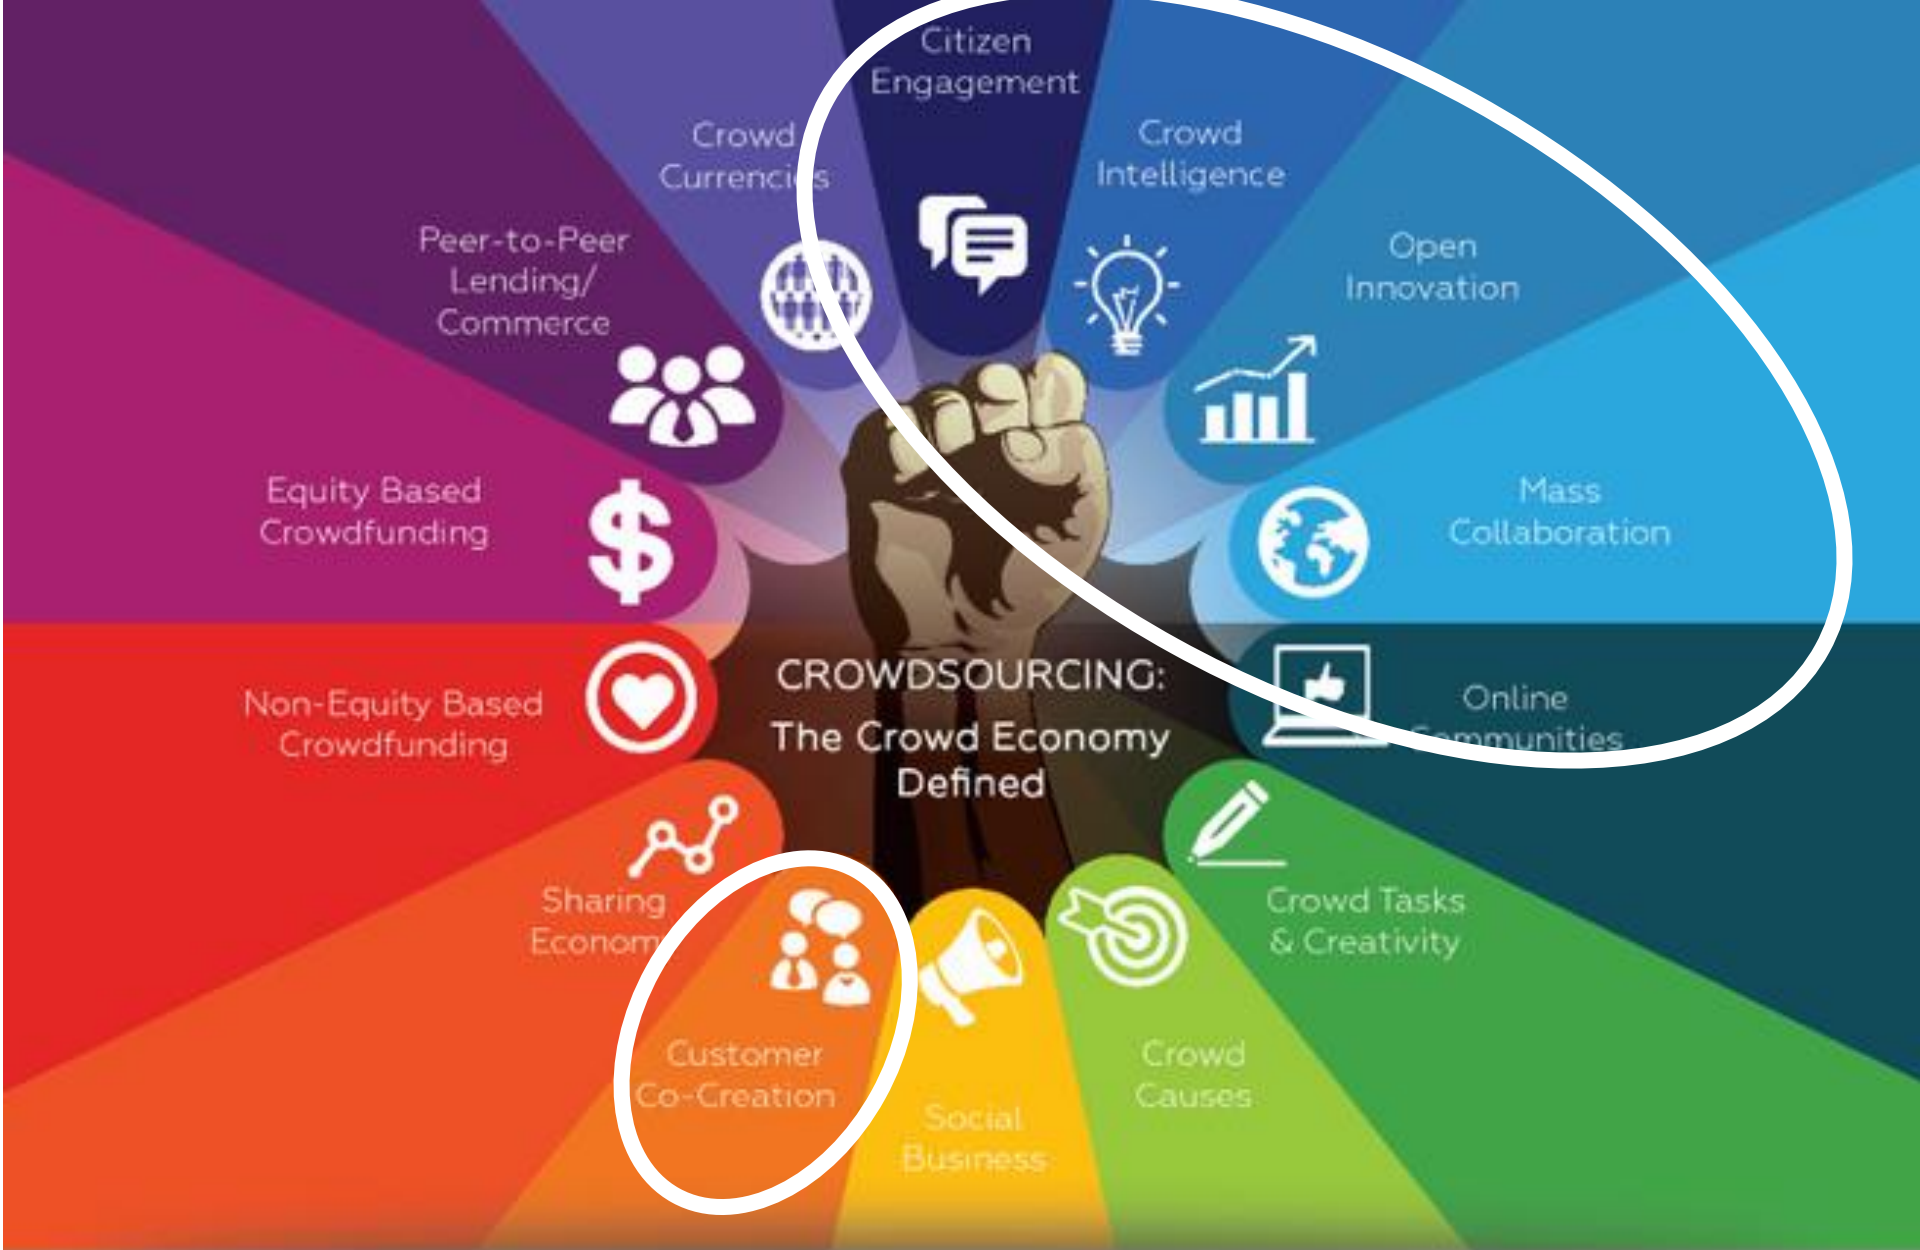 Citizen
Engagement
Crowd
Intelligence
Open
Innovation
Mass
Collaboration
Online
Communities
Crowd Tasks
& Creativity
Crowd
Causes
Social
Business
Customer
Co-Creation
Sharing
Economy
Non-Equity Based
Crowdfunding
Equity Based
Crowdfunding
Peer-to-Peer
Lending/
Commerce
Crowd
Currencies
CROWDSOURCING:
The Crowd Economy
Defined